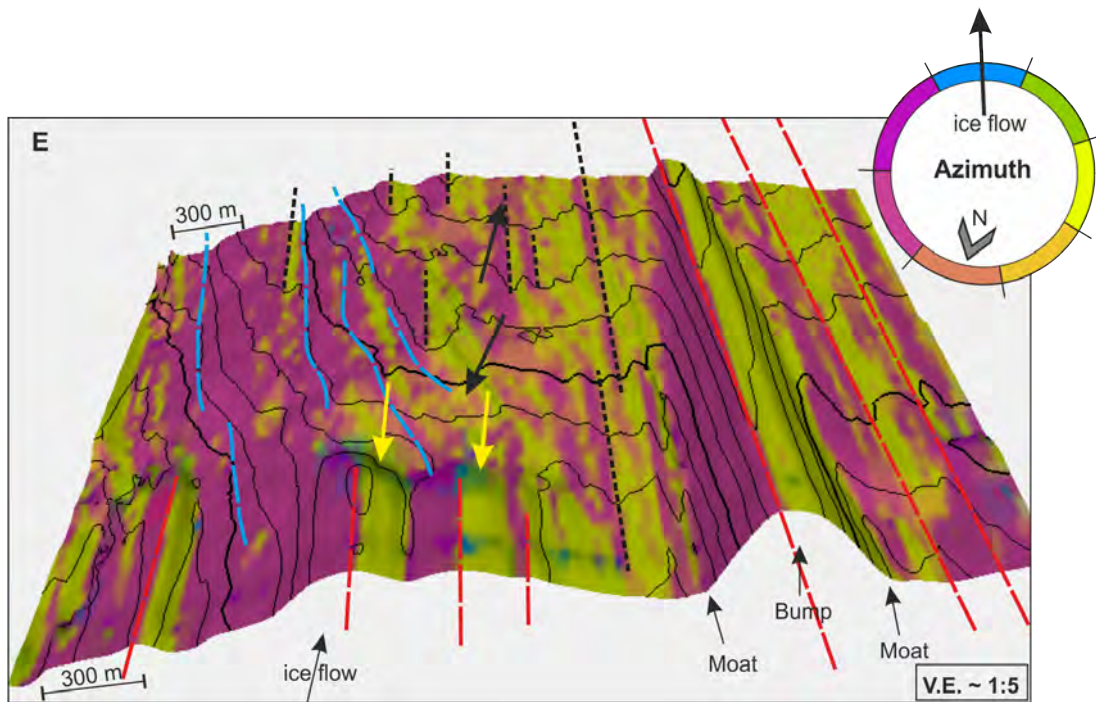 ice flow
Azimuth
N
E
300 m
Bump
Moat
Moat
ice flow
300 m
V.E. ~ 1:5